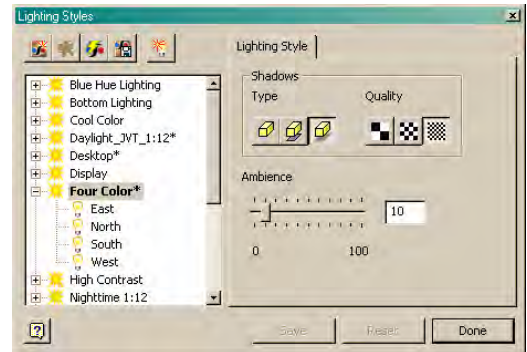 Lighting Styles
Blue Hue Lighting
Bottom Lighting
Cool Color
Daylight_JVT_1:12*
Desktop*
Display
Four Color*
East
North
South
West
High Contrast
Nighttime 1:12
Lighting Style
Shadows
Type Quality
Ambience
10
0 100
Save Reset Done